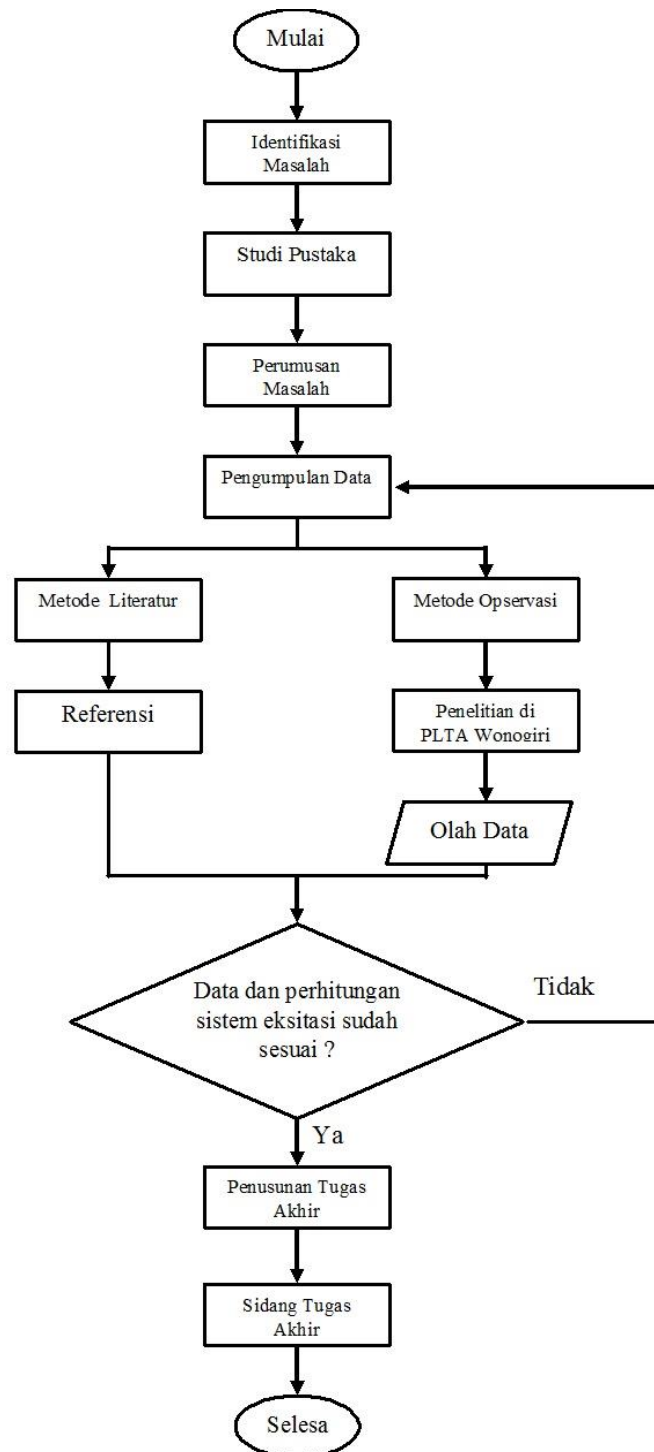 Mulai
Identifikasi
Masalah
Studi Pustaka
Perumusan
Masalah
Pengumpulan Data
Metode Literatur
Metode Opservasi
Referensi
Penelitian di
PLTA Wonogiri
Olah Data
Data dan perhitungan
sistem eksitasi sudah
sesuai ?
Tidak
Ya
Penusunan Tugas
Akhir
Sidang Tugas
Akhir
Selesa